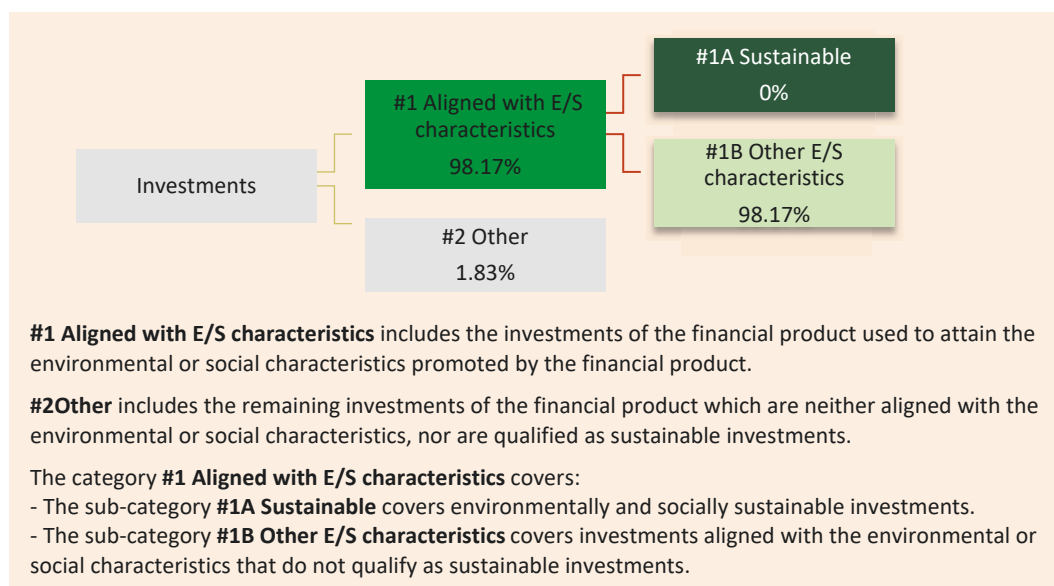 #1A Sustainable
0%
#1 Aligned with E/S
characteristics
98.17%
#1B Other E/S
characteristics
98.17%
Investments
#2 Other
1.83%
#1 Aligned with E/S characteristics includes the investments of the financial product used to attain the
environmental or social characteristics promoted by the financial product.
#2Other includes the remaining investments of the financial product which are neither aligned with the
environmental or social characteristics, nor are qualified as sustainable investments.
The category #1 Aligned with E/S characteristics covers:
- The sub-category #1A Sustainable covers environmentally and socially sustainable investments.
- The sub-category #1B Other E/S characteristics covers investments aligned with the environmental or
social characteristics that do not qualify as sustainable investments.